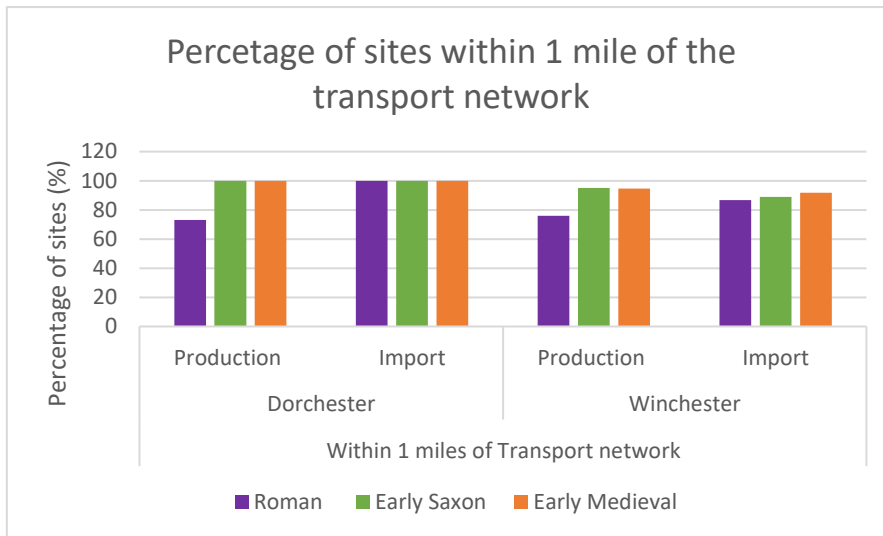 Percetage of sites within 1 mile of the
transport network
Percentage of sites (%)
120
100
80
60
40
20
0
Production Import Production Import
Dorchester Winchester
Within 1 miles of Transport network
Roman Early Saxon Early Medieval